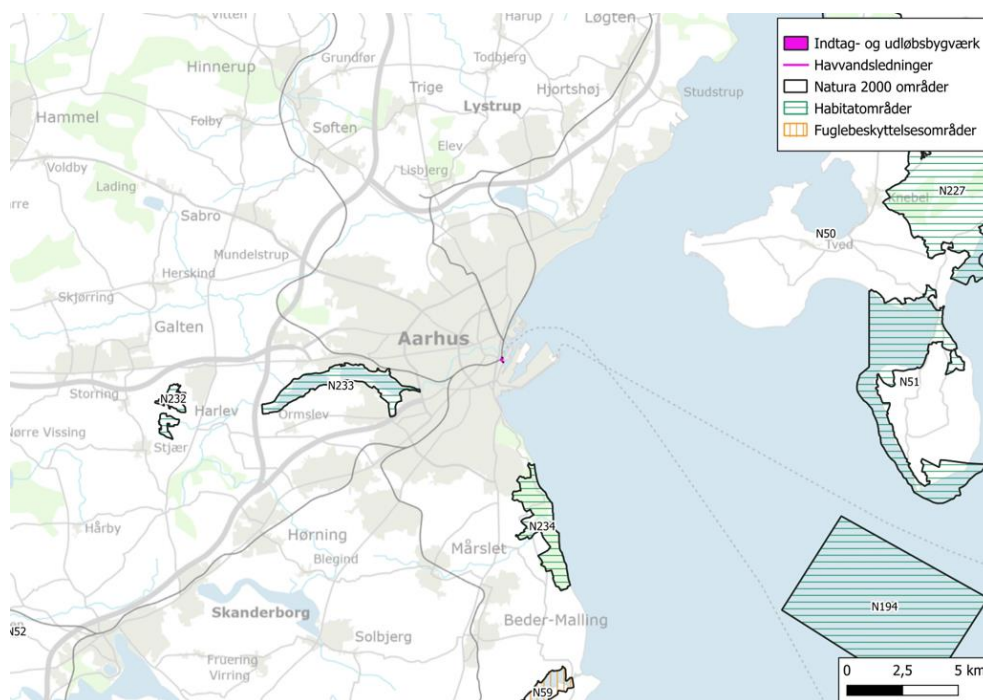 Vitten
Harup
Løgten
Grundfør
Todbjerg
Hinnerup
Trige
Hjortshøj
Studstrup
Hammel
Lystrup
Folby
Søften
Elev
Voldby
Lisbjerg
Lading
Sabro
Mundelstrup
Herskind
Skjørring
Galten
Aarhus
N233
Storring
N232
Harlev
Ormslev
Nørre Vissing
Stjær
Hårby
Hørning
Blegind
Mårslet
N234
Skanderborg
Solbjerg
Beder-Malling
N52
Fruering
Virring
N59
Indtag- og udløbsbygværk
Havvandsledninger
Natura 2000 områder
Habitatområder
Fuglebeskyttelsesområder
N227
Knebel
N50
Tved
N51
N194
0 2,5 5 km